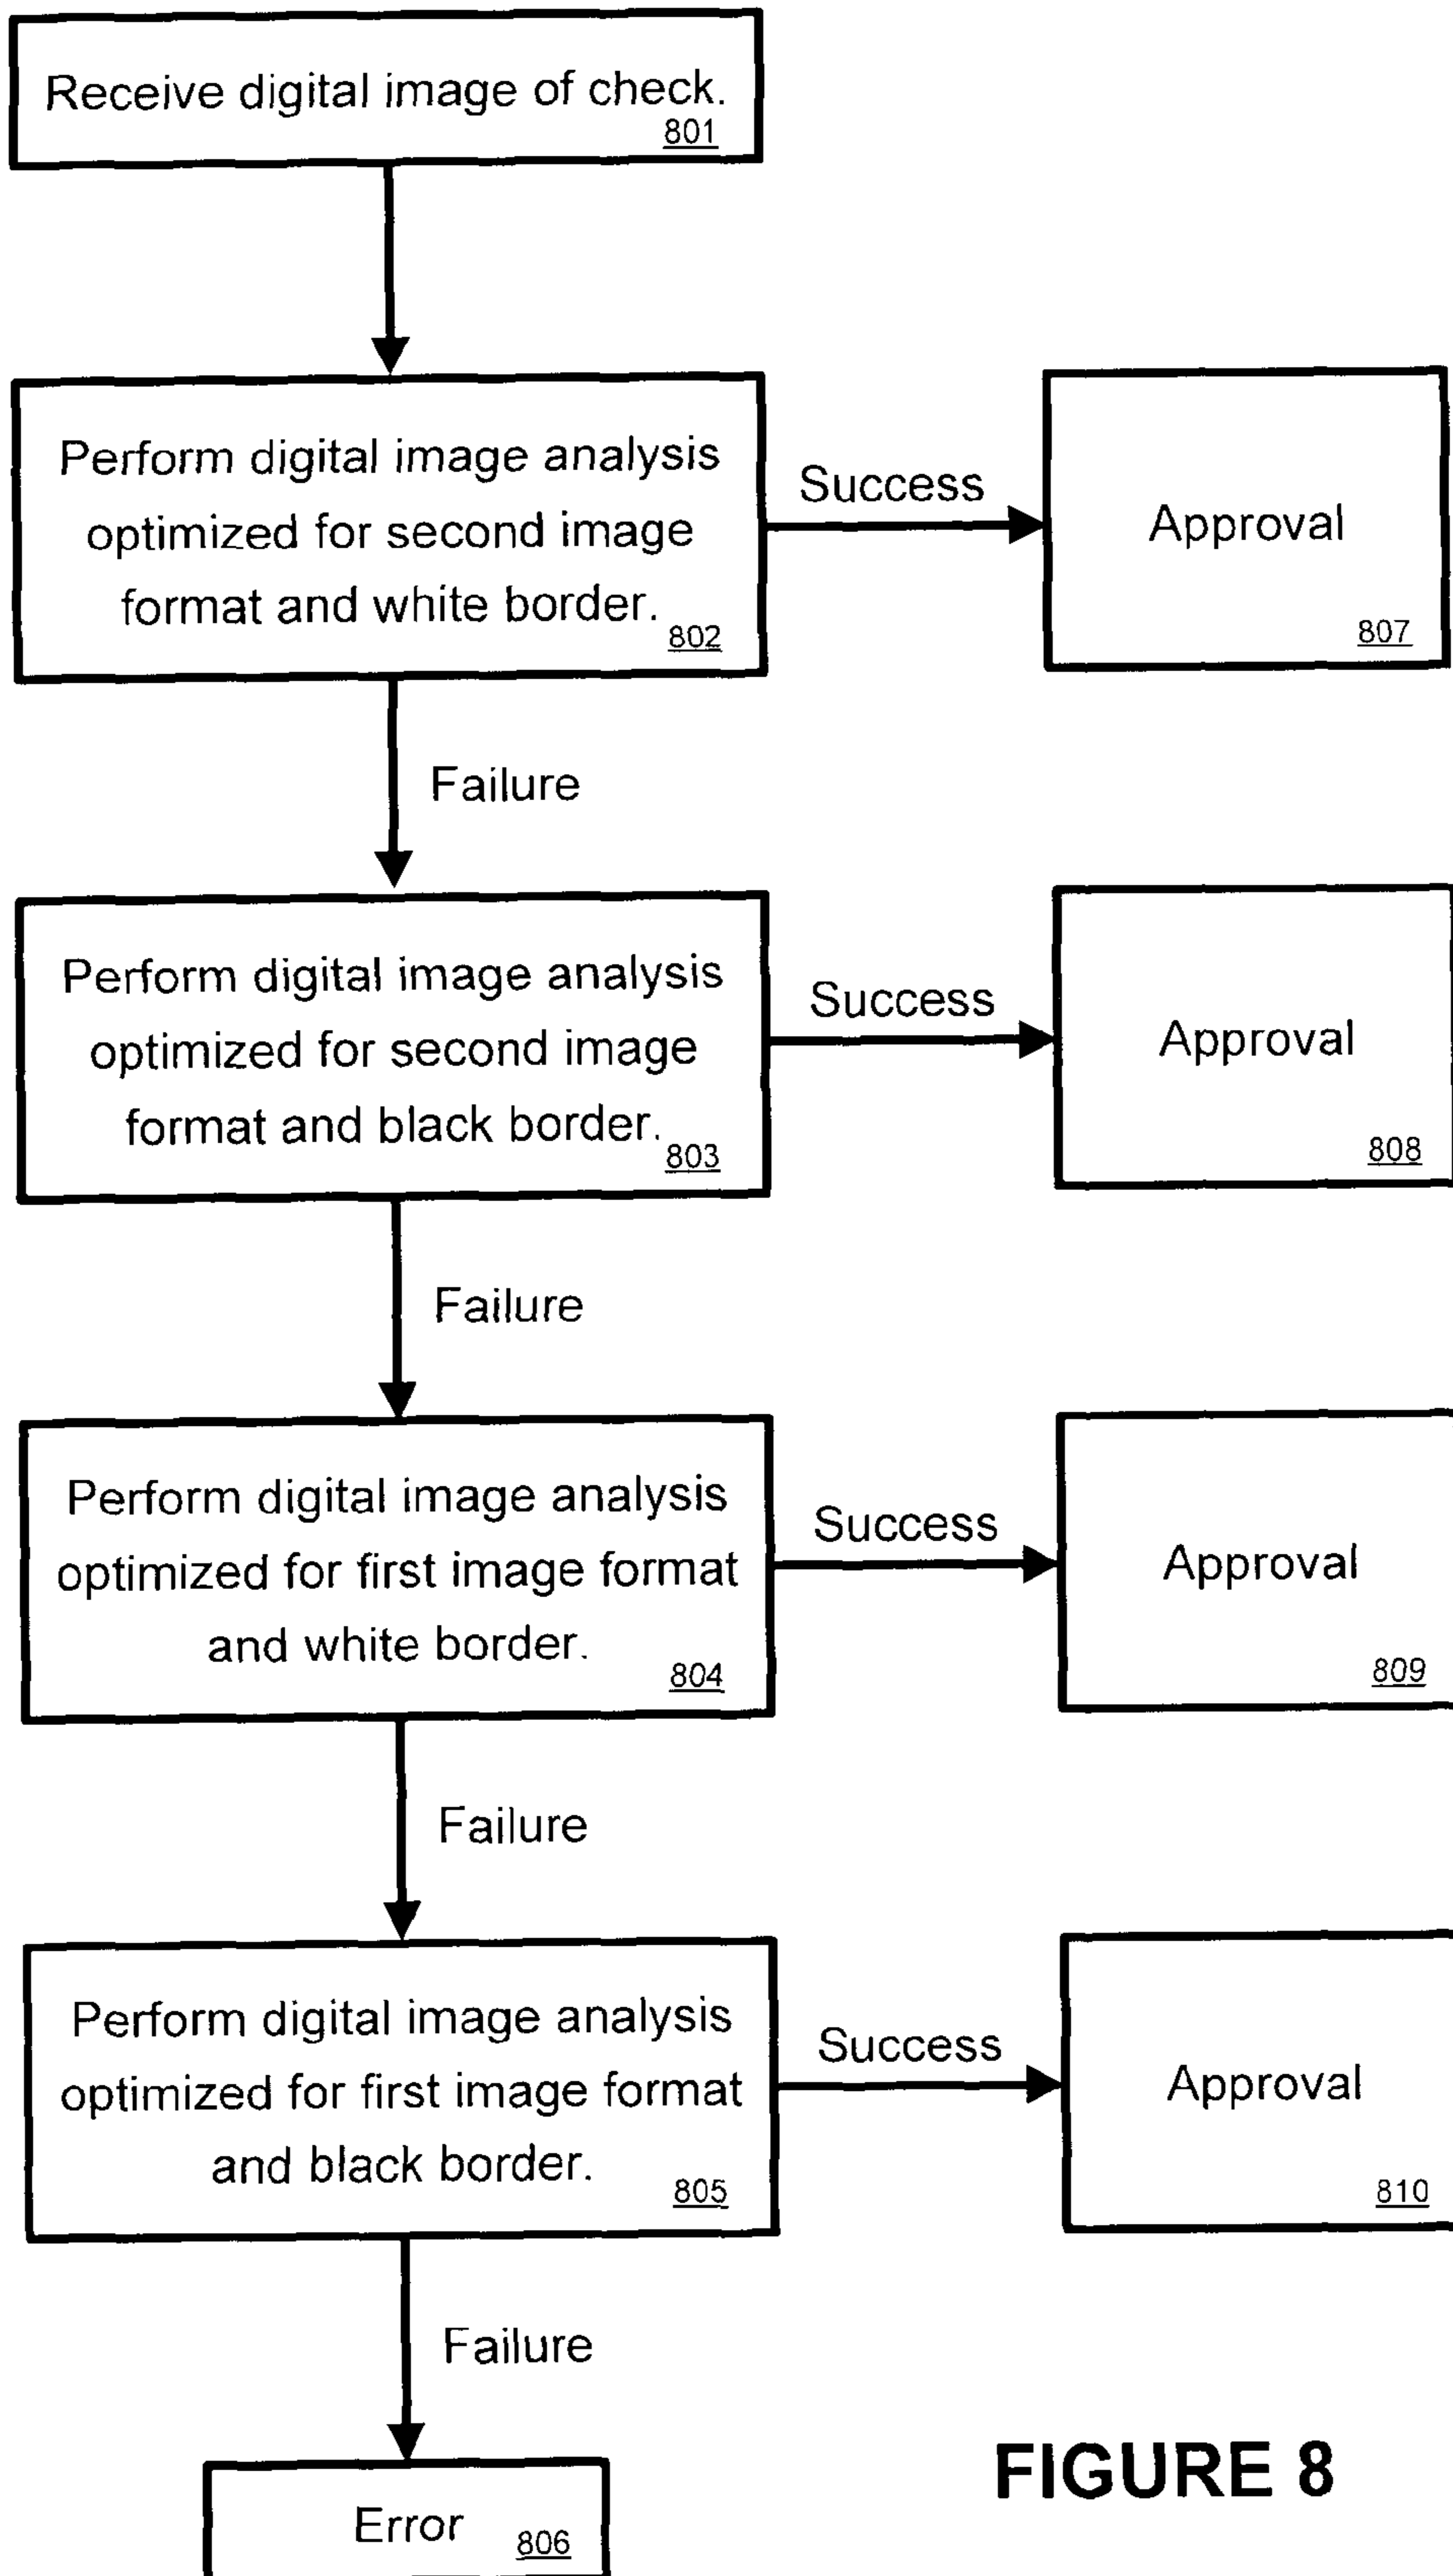 Receive digital image of check.
801
Perform digital image analysis
optimized for second image
format and white border.
802
Success
Approval
807
Failure
Perform digital image analysis
optimized for second image
format and black border.
803
Success
Approval
808
Failure
Perform digital image analysis
optimized for first image format
and white border.
804
Success
Approval
809
Failure
Perform digital image analysis
optimized for first image format
and black border.
805
Success
Approval
810
Failure
Error
806
FIGURE 8